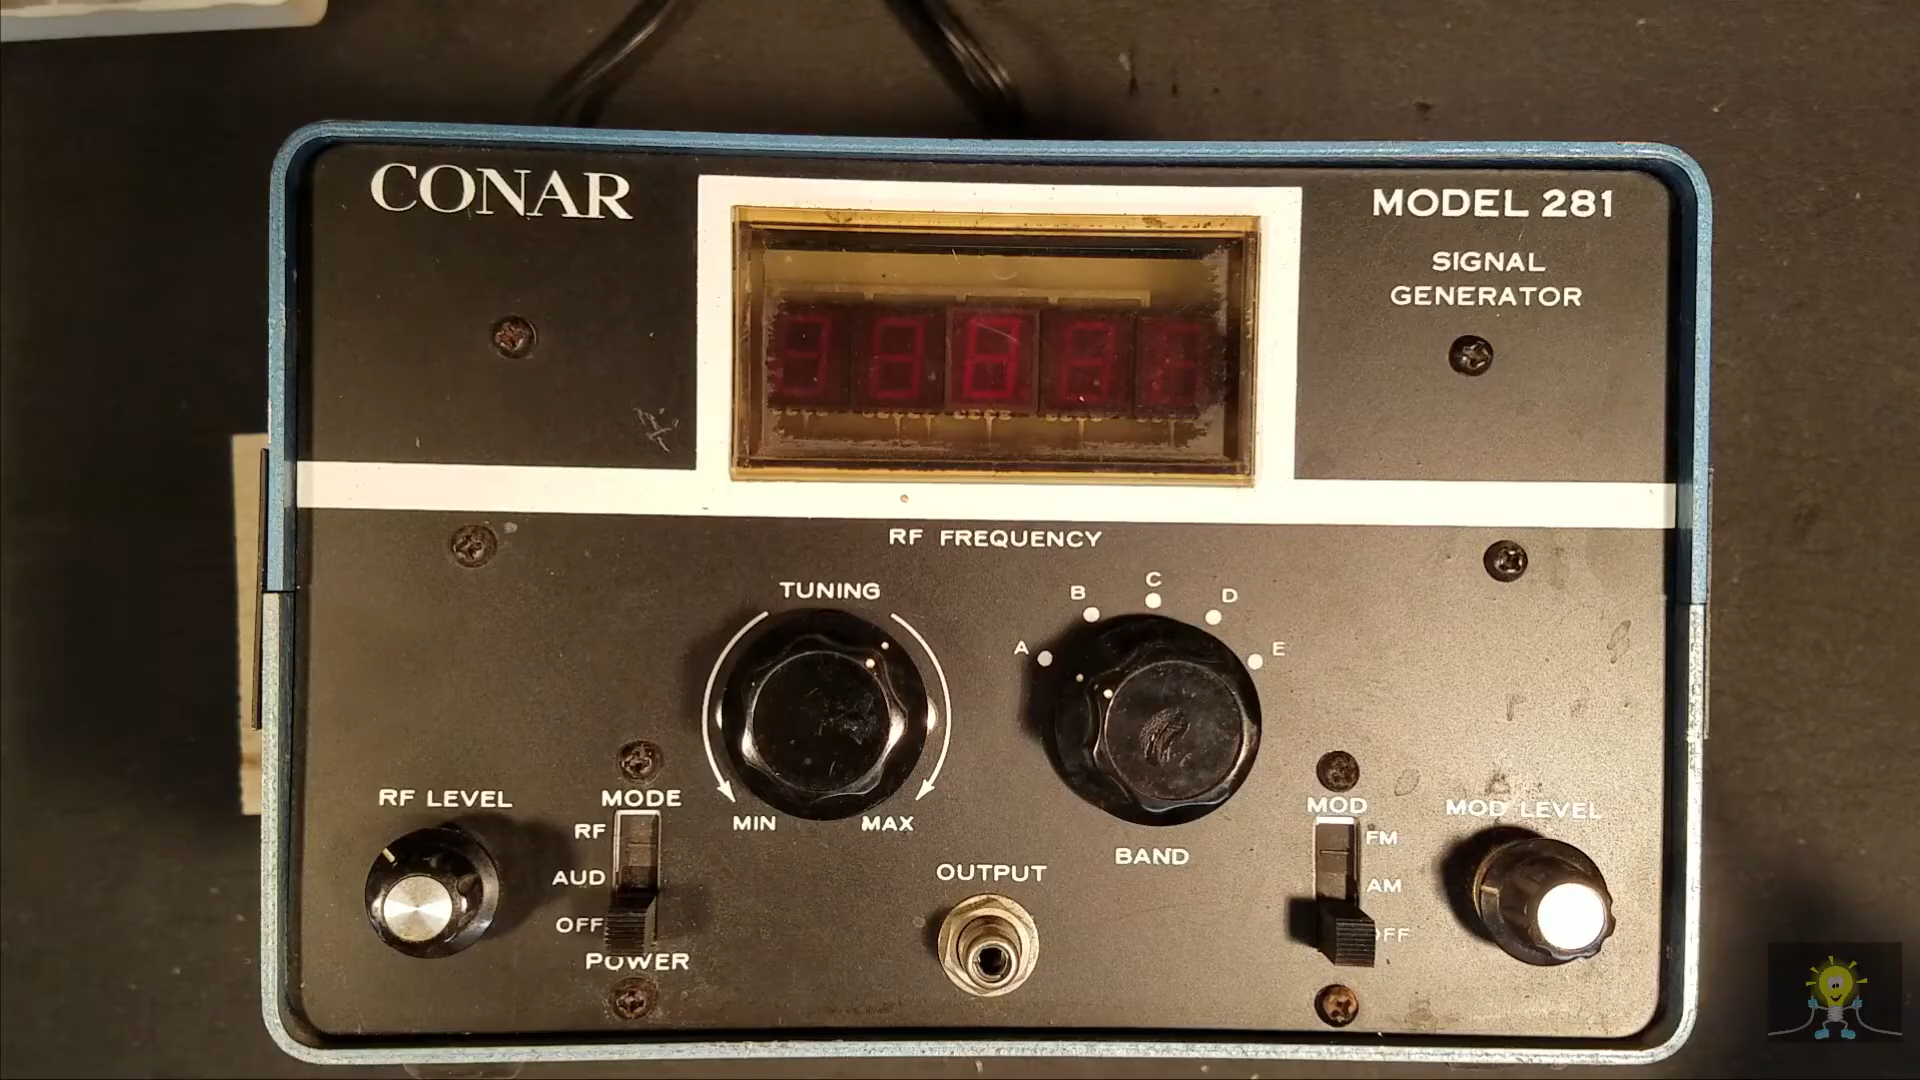 CONAR
MODEL 281
SIGNAL
GENERATOR
RF FREQUENCY
TUNING
MIN
MAX
A
B
C
D
E
BAND
RF LEVEL
MODE
RF
AUD
OFF
POWER
OUTPUT
MOD
FM
AM
OFF
MOD LEVEL